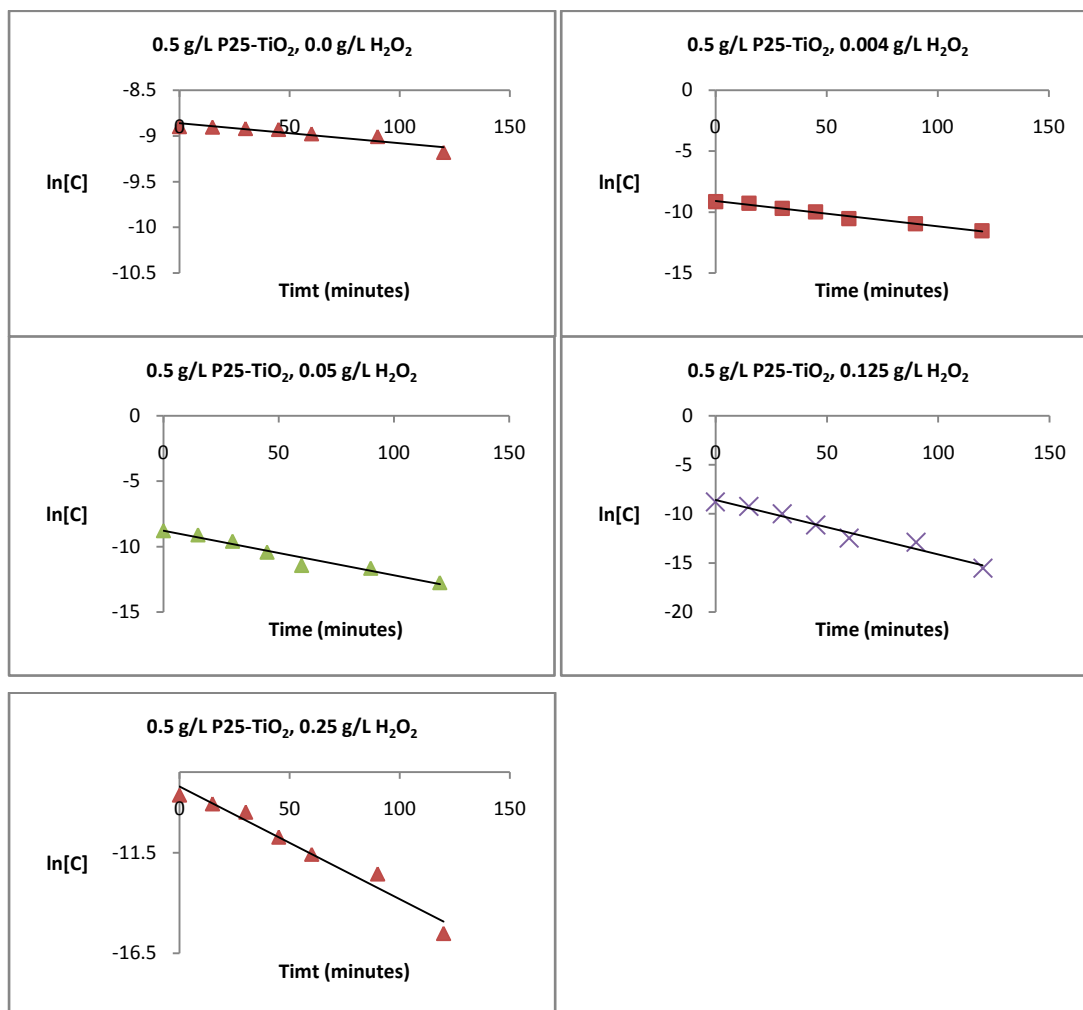 0.5 g/L P25-TiO₂, 0.0 g/L H₂O₂
-8.5
0 50 100 150
-9
ln[C]
-9.5
-10
-10.5
Timt (minutes)
0.5 g/L P25-TiO₂, 0.004 g/L H₂O₂
0
0 50 100 150
-5
ln[C]
-10
-15
Time (minutes)
0.5 g/L P25-TiO₂, 0.05 g/L H₂O₂
0
0 50 100 150
-5
ln[C]
-10
-15
Time (minutes)
0.5 g/L P25-TiO₂, 0.125 g/L H₂O₂
0
0 50 100 150
-5
ln[C]
-10
-15
-20
Time (minutes)
0.5 g/L P25-TiO₂, 0.25 g/L H₂O₂
0 50 100 150
ln[C]
-11.5
-16.5
Timt (minutes)